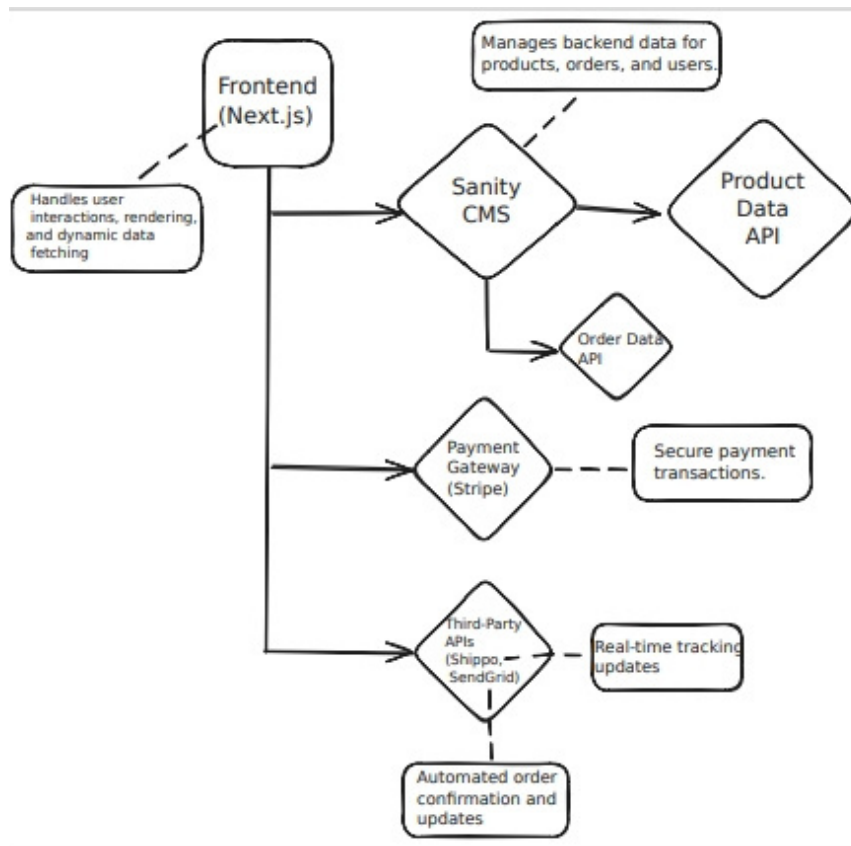 Frontend
(Next.js)
Manages backend data for
products, orders, and users.
Handles user
interactions, rendering,
and dynamic data
fetching
Sanity
CMS
Product
Data
API
Order Data
API
Payment
Gateway
(Stripe)
Secure payment
transactions.
Third-Party
APIs
(Shippo,
SendGrid)
Real-time tracking
updates
Automated order
confirmation and
updates